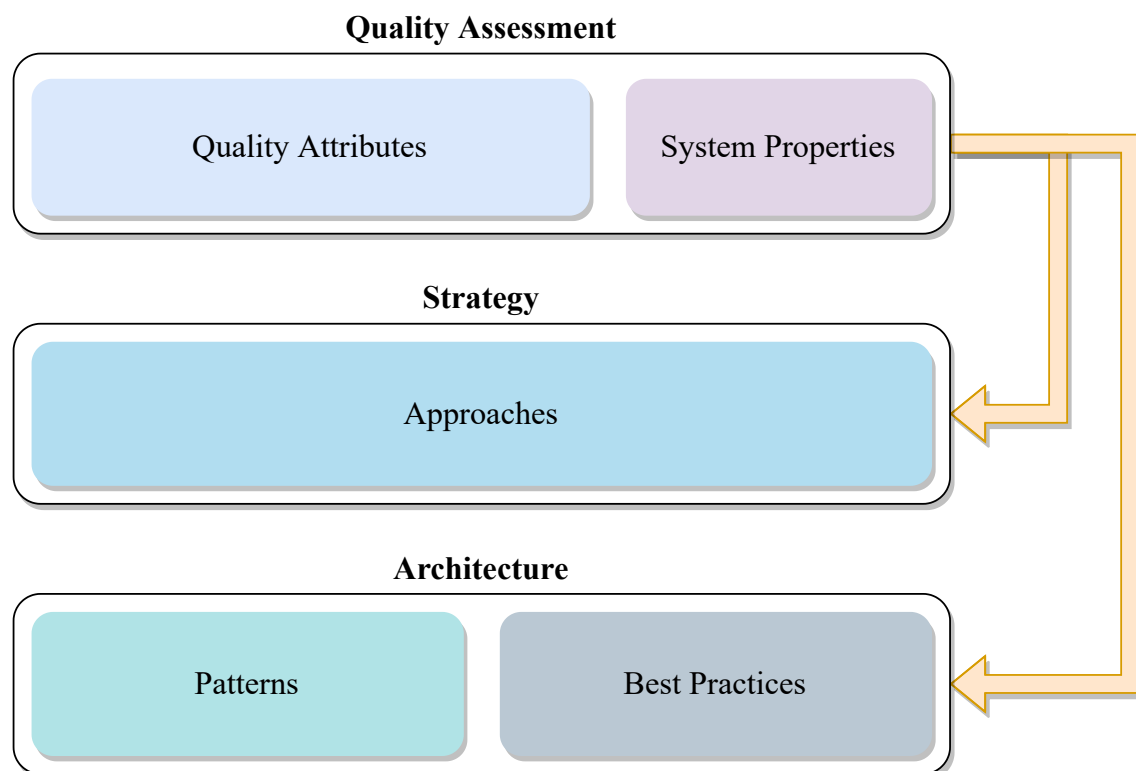 Quality Assessment
Quality Attributes
System Properties
Strategy
Approaches
Architecture
Patterns
Best Practices